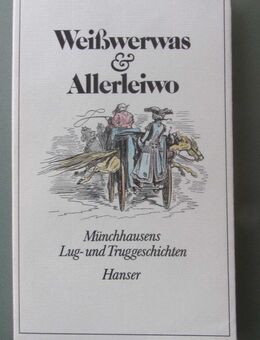 Weißwerwas
&
Allerleiwo
Münchhausens
Lug- und Truggeschichten
Hanser